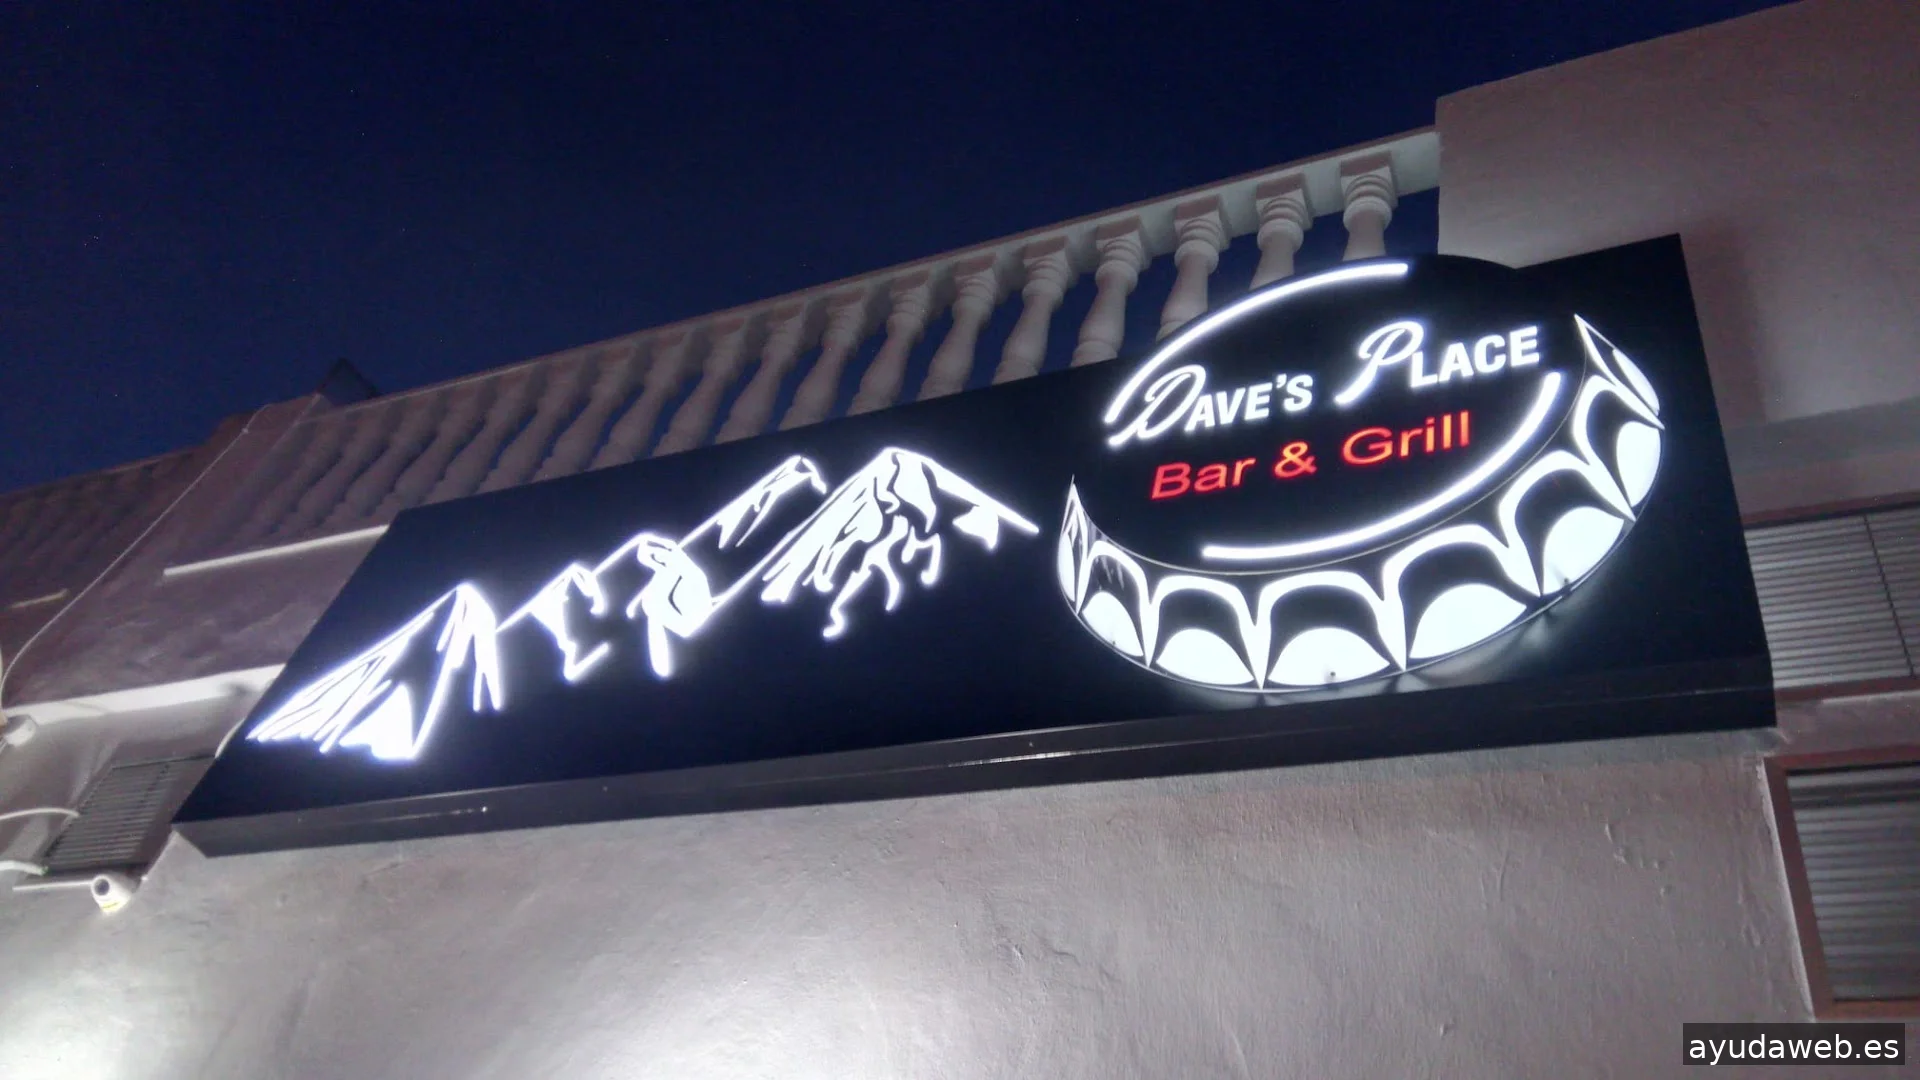 DAVE'S PLACE
Bar & Grill
ayudaweb.es